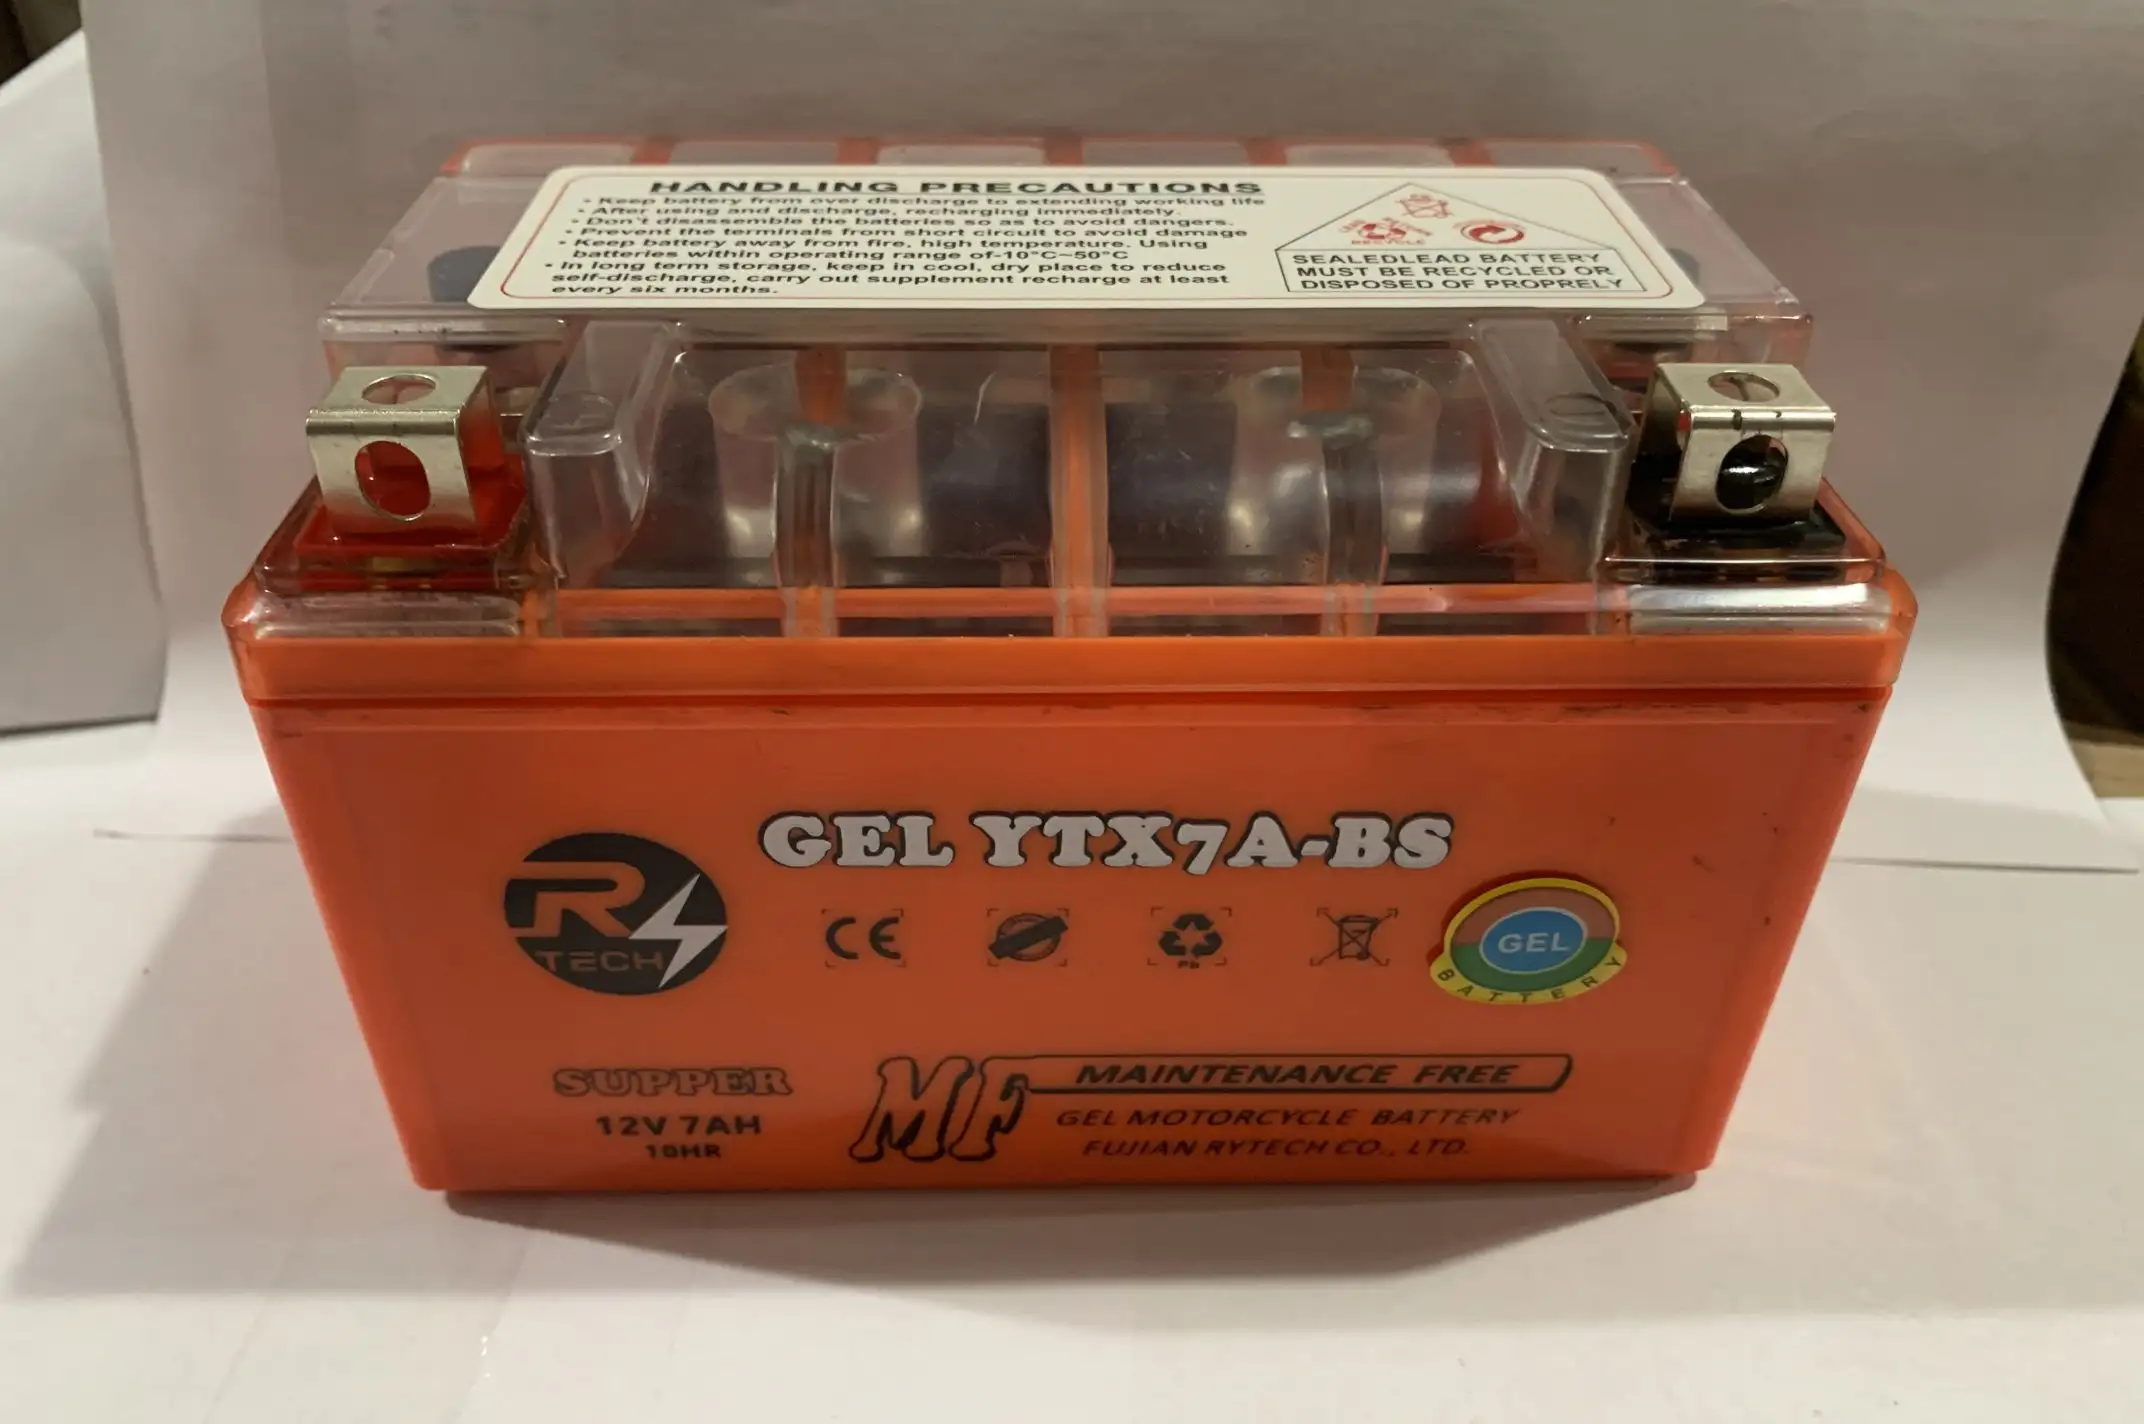 HANDLING PRECAUTIONS
• Keep battery from over discharge to extending working life
• After using and discharge, recharging immediately.
• Don't disassemble the batteries so as to avoid dangers.
• Prevent the terminals from short circuit to avoid damage
• Keep battery away from fire, high temperature. Using
batteries within operating range of-10°C~50°C
• In long term storage, keep in cool, dry place to reduce
self-discharge, carry out supplement recharge at least
every six months.
RECYCLE
SEALEDLEAD BATTERY
MUST BE RECYCLED OR
DISPOSED OF PROPRELY
GEL YTX7A-BS
R
TECH
CE
Pb
GEL
BATTERY
SUPPER
12V 7AH
10HR
MF
MAINTENANCE FREE
GEL MOTORCYCLE BATTERY
FUJIAN RYTECH CO., LTD.